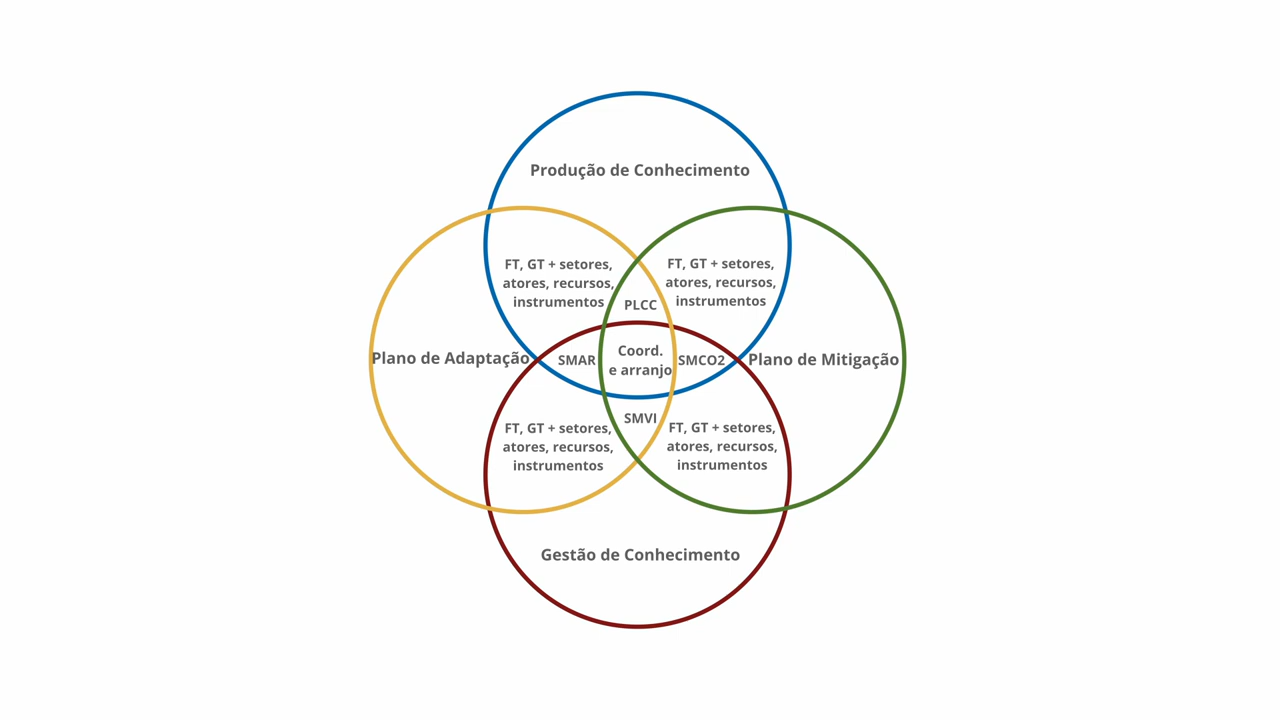 Produção de Conhecimento
FT, GT + setores,
atores, recursos,
instrumentos
FT, GT + setores,
atores, recursos,
instrumentos
PLCC
Plano de Adaptação
SMAR
Coord.
e arranjo
SMCO2
Plano de Mitigação
SMVI
FT, GT + setores,
atores, recursos,
instrumentos
FT, GT + setores,
atores, recursos,
instrumentos
Gestão de Conhecimento